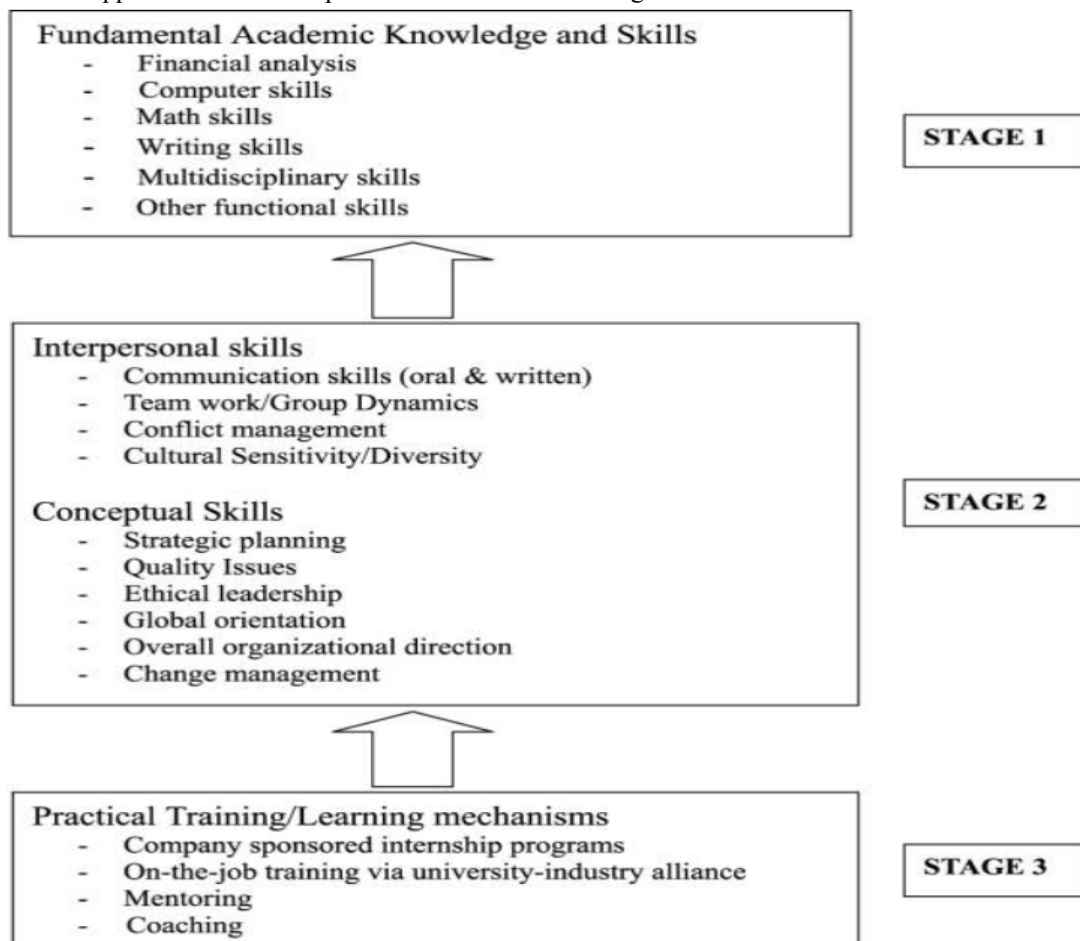 Fundamental Academic Knowledge and Skills
- Financial analysis
- Computer skills
- Math skills
- Writing skills
- Multidisciplinary skills
- Other functional skills
STAGE 1
Interpersonal skills
- Communication skills (oral & written)
- Team work/Group Dynamics
- Conflict management
- Cultural Sensitivity/Diversity
Conceptual Skills
- Strategic planning
- Quality Issues
- Ethical leadership
- Global orientation
- Overall organizational direction
- Change management
STAGE 2
Practical Training/Learning mechanisms
- Company sponsored internship programs
- On-the-job training via university-industry alliance
- Mentoring
- Coaching
STAGE 3